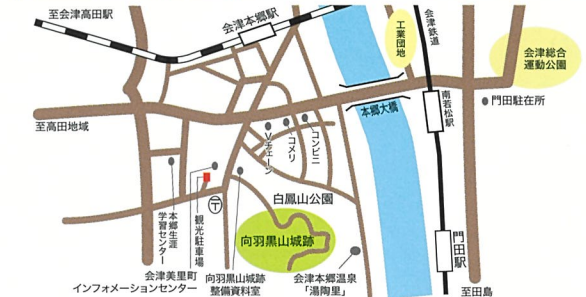 至会津高田駅
会津本郷駅
工業団地
会津鉄道
会津総合
運動公園
南若松駅
門田駐在所
至高田地域
本郷大橋
Vチェーン
コメリ
コンビニ
白鳳山公園
本郷生涯
学習センター
観光駐車場
〒
向羽黒山城跡
門田駅
会津美里町
インフォメーションセンター
向羽黒山城跡
整備資料室
会津本郷温泉
「湯陶里」
至田島